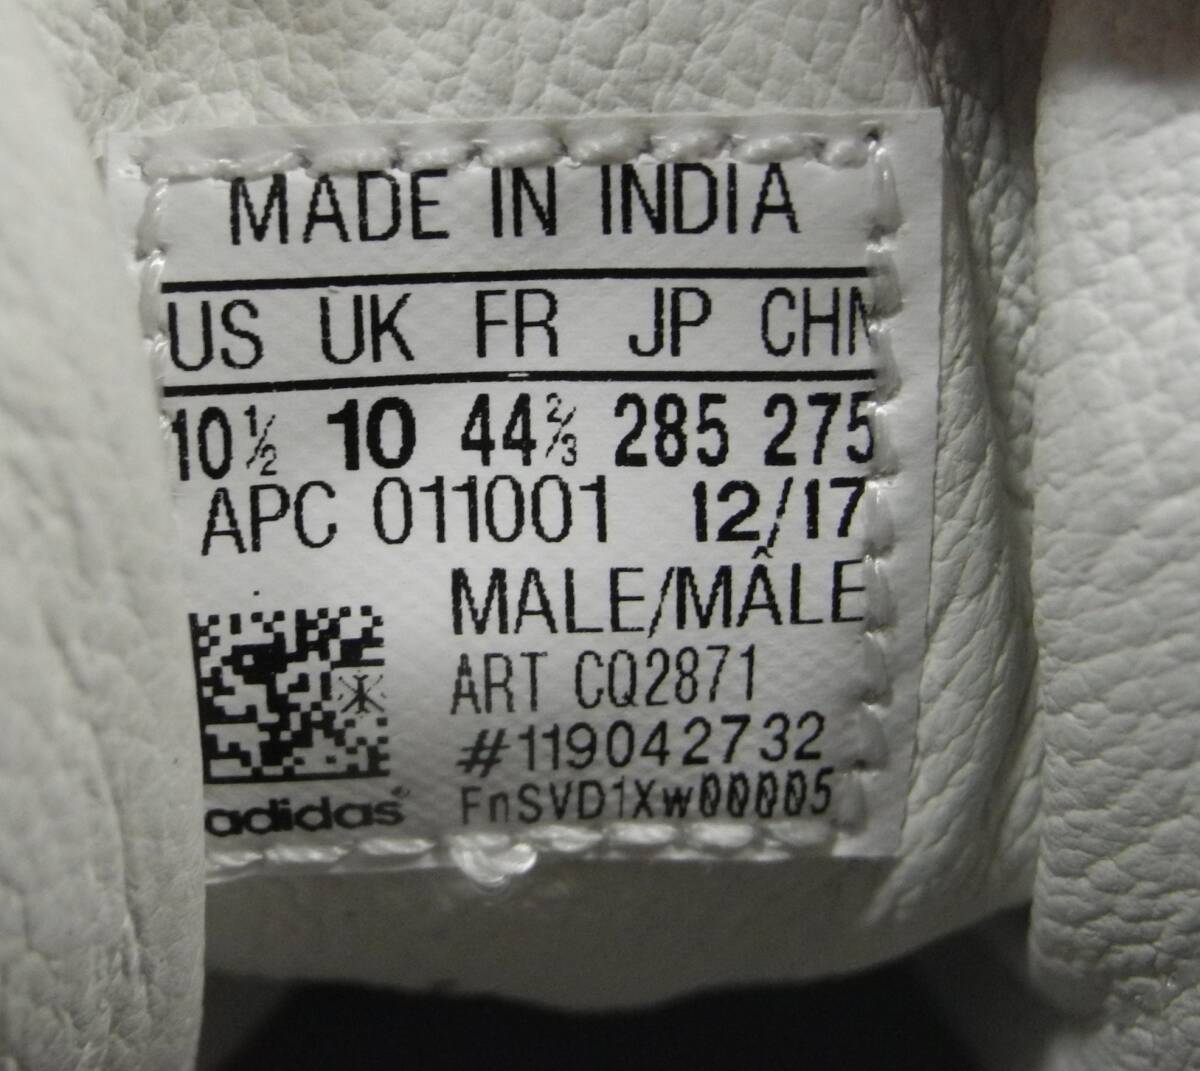 MADE IN INDIA
US UK FR JP CHN
10½ 10 44⅔ 285 275
APC 011001 12/17
MALE/MÂLE
ART CQ2871
#119042732
FnSVD1Xw00005
adidas®